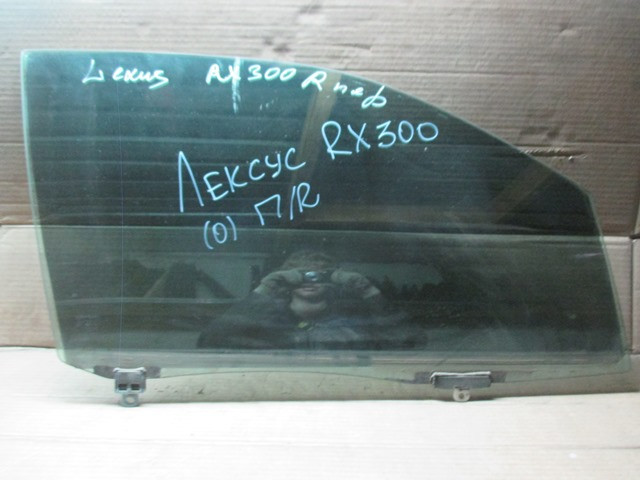 Lexus RX300 R пер
ЛЕКСУС RX300
(0) П/R